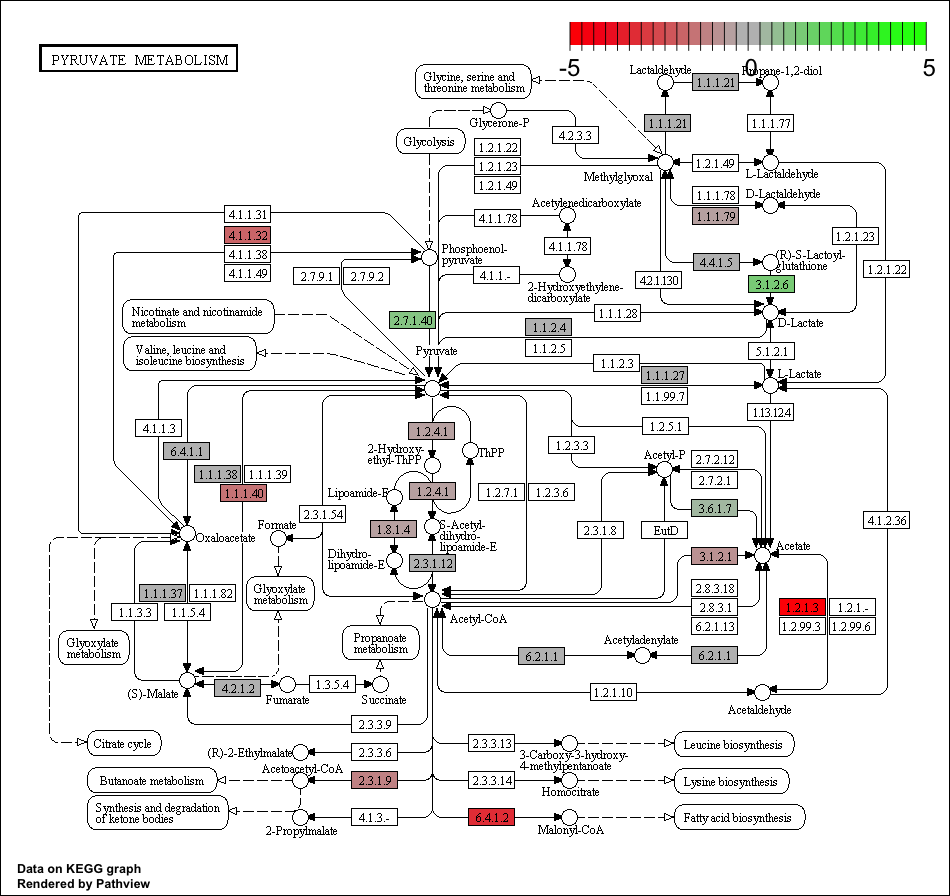 PYRUVATE METABOLISM
-5
0
5
Glycine, serine and
threonine metabolism
Lactaldehyde
Propane-1,2-diol
1.1.1.21
Glycerone-P
4.2.3.3
1.1.1.21
1.1.1.77
Glycolysis
1.2.1.22
1.2.1.23
1.2.1.49
Methylglyoxal
1.2.1.49
L-Lactaldehyde
1.1.1.78
D-Lactaldehyde
1.1.1.79
Acetylenedicarboxylate
4.1.1.31
4.1.1.32
4.1.1.38
4.1.1.49
4.1.1.78
4.1.1.78
1.2.1.23
1.2.1.22
Phosphoenol-
pyruvate
2.7.9.1
2.7.9.2
4.1.1.-
2-Hydroxyethylene-
dicarboxylate
4.4.1.5
(R)-S-Lactoyl-
glutathione
4.2.1.130
3.1.2.6
Nicotinate and nicotinamide
metabolism
2.7.1.40
1.1.1.28
1.1.2.4
1.1.2.5
D-Lactate
Valine, leucine and
isoleucine biosynthesis
Pyruvate
5.1.2.1
1.1.2.3
1.1.1.27
1.1.99.7
L-Lactate
1.13.12.4
4.1.1.3
6.4.1.1
1.2.4.1
1.2.5.1
1.2.3.3
2-Hydroxy-
ethyl-ThPP
ThPP
Acetyl-P
2.7.2.12
2.7.2.1
1.1.1.38
1.1.1.39
1.1.1.40
Lipoamide-E
1.2.4.1
1.2.7.1
1.2.3.6
3.6.1.7
2.3.1.54
Formate
1.8.1.4
S-Acetyl-
dihydro-
lipoamide-E
2.3.1.8
EutD
4.1.2.36
Oxaloacetate
Dihydro-
lipoamide-E
2.3.1.12
3.1.2.1
Acetate
1.1.1.37
1.1.1.82
1.1.3.3
1.1.5.4
Glyoxylate
metabolism
2.8.3.18
2.8.3.1
6.2.1.13
1.2.1.3
1.2.1.-
1.2.99.3
1.2.99.6
Acetyl-CoA
Glyoxylate
metabolism
Propanoate
metabolism
Acetyladenylate
6.2.1.1
6.2.1.1
(S)-Malate
4.2.1.2
Fumarate
1.3.5.4
Succinate
1.2.1.10
Acetaldehyde
2.3.3.9
Citrate cycle
(R)-2-Ethylmalate
2.3.3.6
2.3.3.13
3-Carboxy-3-hydroxy-
4-methylpentanoate
Leucine biosynthesis
Butanoate metabolism
Acetoacetyl-CoA
2.3.1.9
2.3.3.14
Homocitrate
Lysine biosynthesis
Synthesis and degradation
of ketone bodies
2-Propylmalate
4.1.3.-
6.4.1.2
Malonyl-CoA
Fatty acid biosynthesis
Data on KEGG graph
Rendered by Pathview